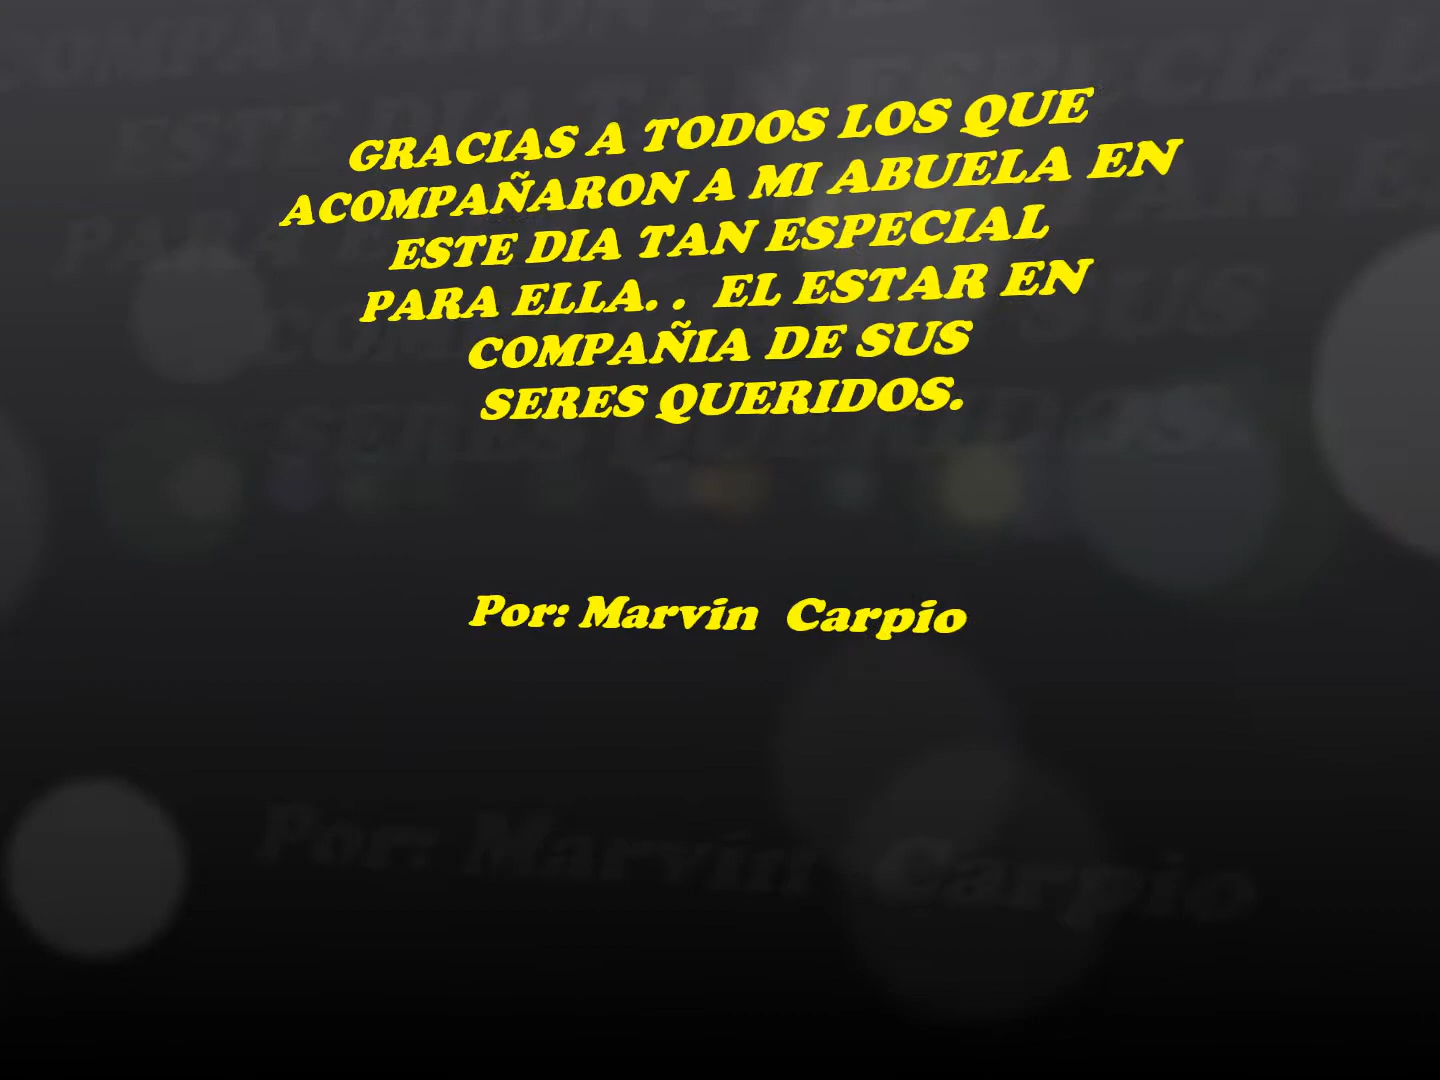 GRACIAS A TODOS LOS QUE
ACOMPAÑARON A MI ABUELA EN
ESTE DIA TAN ESPECIAL
PARA ELLA. .  EL ESTAR EN
COMPAÑIA DE SUS
SERES QUERIDOS.
Por: Marvin  Carpio